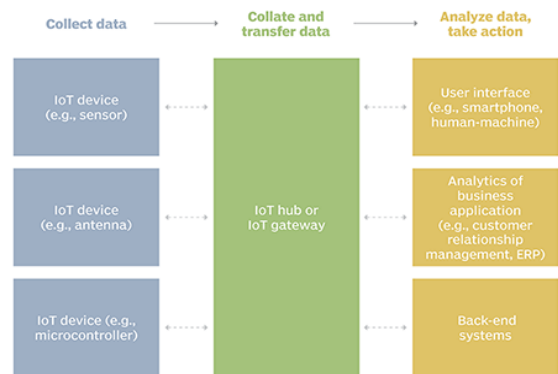 Collect data
Collate and
transfer data
Analyze data,
take action
IoT device
(e.g., sensor)
IoT device
(e.g., antenna)
IoT device (e.g.,
microcontroller)
IoT hub or
IoT gateway
User interface
(e.g., smartphone,
human-machine)
Analytics of
business
application
(e.g., customer
relationship
management, ERP)
Back-end
systems